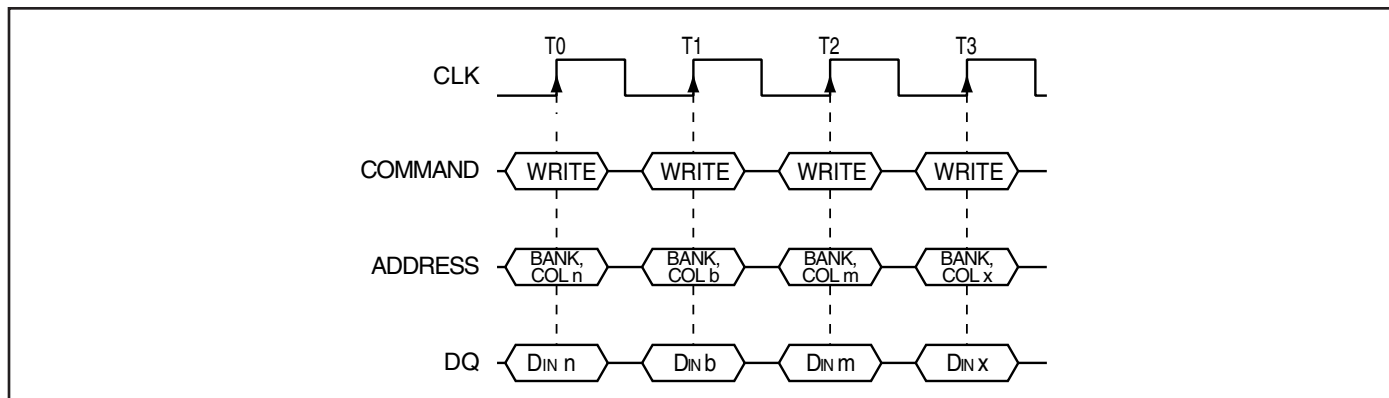 T0 T1 T2 T3
CLK
COMMAND WRITE WRITE WRITE WRITE
ADDRESS BANK, COL n BANK, COL b BANK, COL m BANK, COL x
DQ DIN n DIN b DIN m DIN x